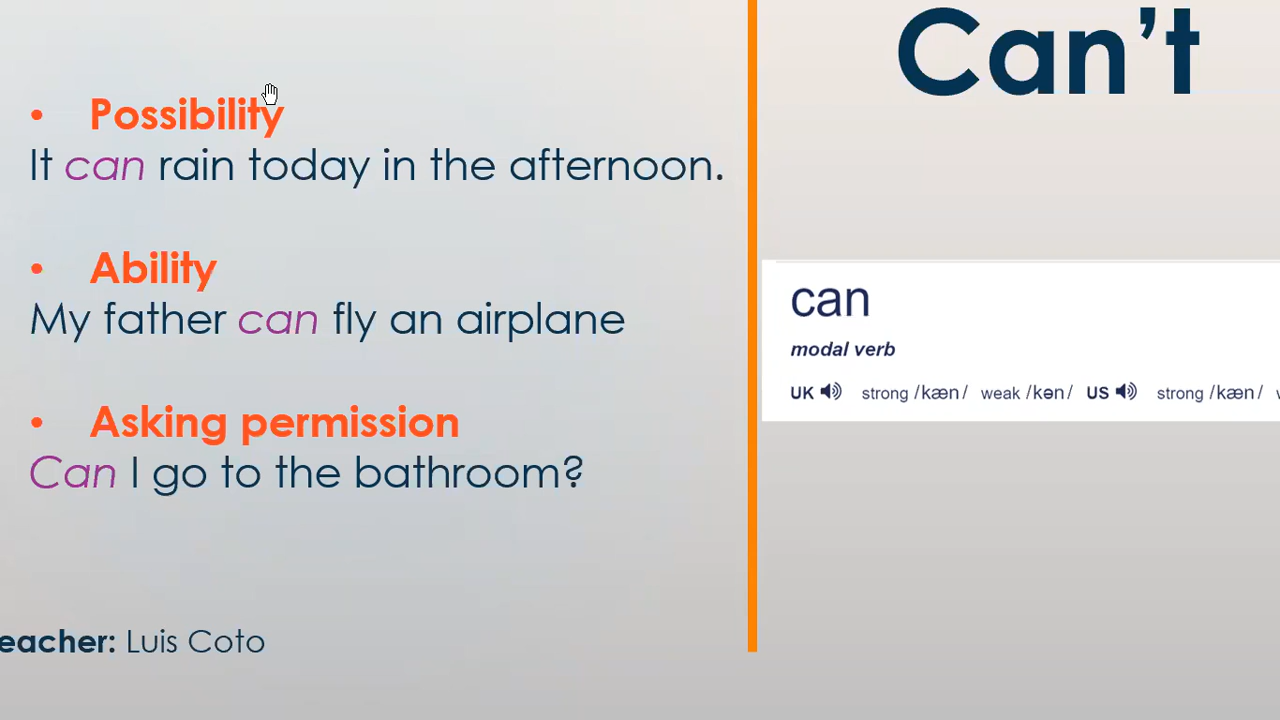 • Possibility
It can rain today in the afternoon.
• Ability
My father can fly an airplane
• Asking permission
Can I go to the bathroom?
eacher: Luis Coto
Can’t
can
modal verb
UK strong /kæn/ weak /kən/ US strong /kæn/